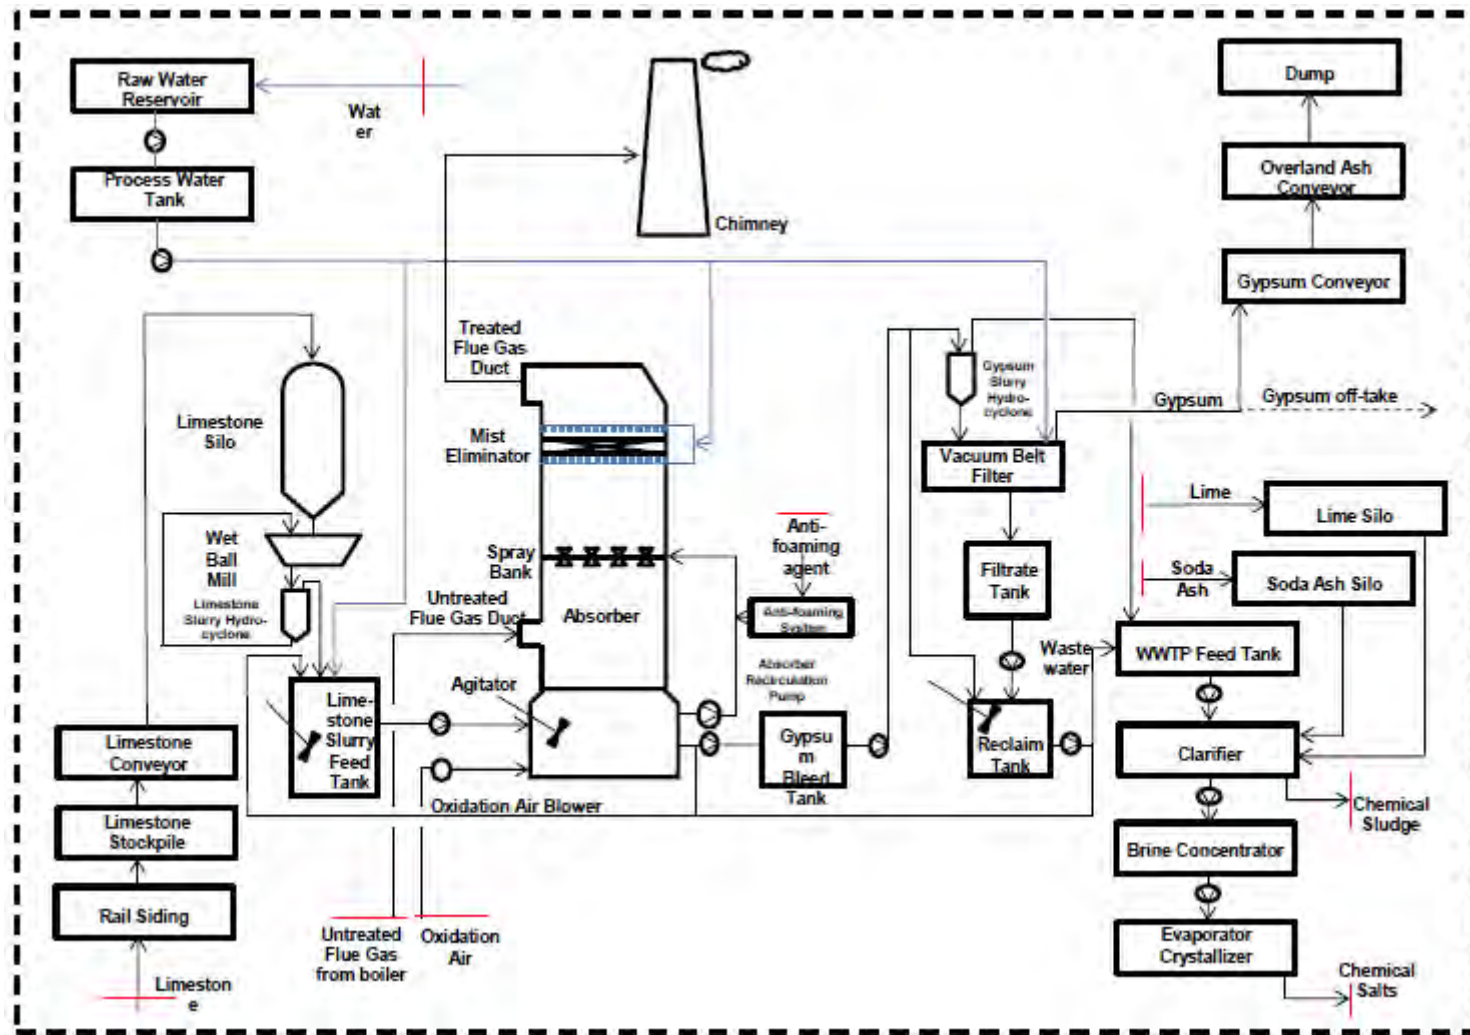 Raw Water
Reservoir
Wat
er
Process Water
Tank
Chimney
Dump
Overland Ash
Conveyor
Gypsum Conveyor
Treated
Flue Gas
Duct
Gypsum
Slurry
Hydro-
cyclone
Gypsum
Gypsum off-take
Limestone
Silo
Mist
Eliminator
Vacuum Belt
Filter
Lime
Lime Silo
Wet
Ball
Mill
Spray
Bank
Anti-
foaming
agent
Filtrate
Tank
Soda
Ash
Soda Ash Silo
Limestone
Slurry Hydro-
cyclone
Untreated
Flue Gas Duct
Absorber
Anti-foaming
System
Waste
water
WWTP Feed Tank
Absorber
Recirculation
Pump
Agitator
Lime-
stone
Slurry
Feed
Tank
Gypsu
m
Bleed
Tank
Reclaim
Tank
Clarifier
Limestone
Conveyor
Oxidation Air Blower
Chemical
Sludge
Limestone
Stockpile
Brine Concentrator
Rail Siding
Untreated
Flue Gas
from boiler
Oxidation
Air
Evaporator
Crystallizer
Chemical
Salts
Limeston
e